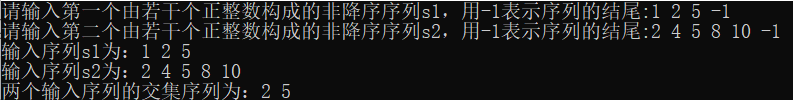 请输入第一个由若干个正整数构成的非降序序列s1，用-1表示序列的结尾:1 2 5 -1
请输入第二个由若干个正整数构成的非降序序列s2，用-1表示序列的结尾:2 4 5 8 10 -1
输入序列s1为：1 2 5
输入序列s2为：2 4 5 8 10
两个输入序列的交集序列为：2 5